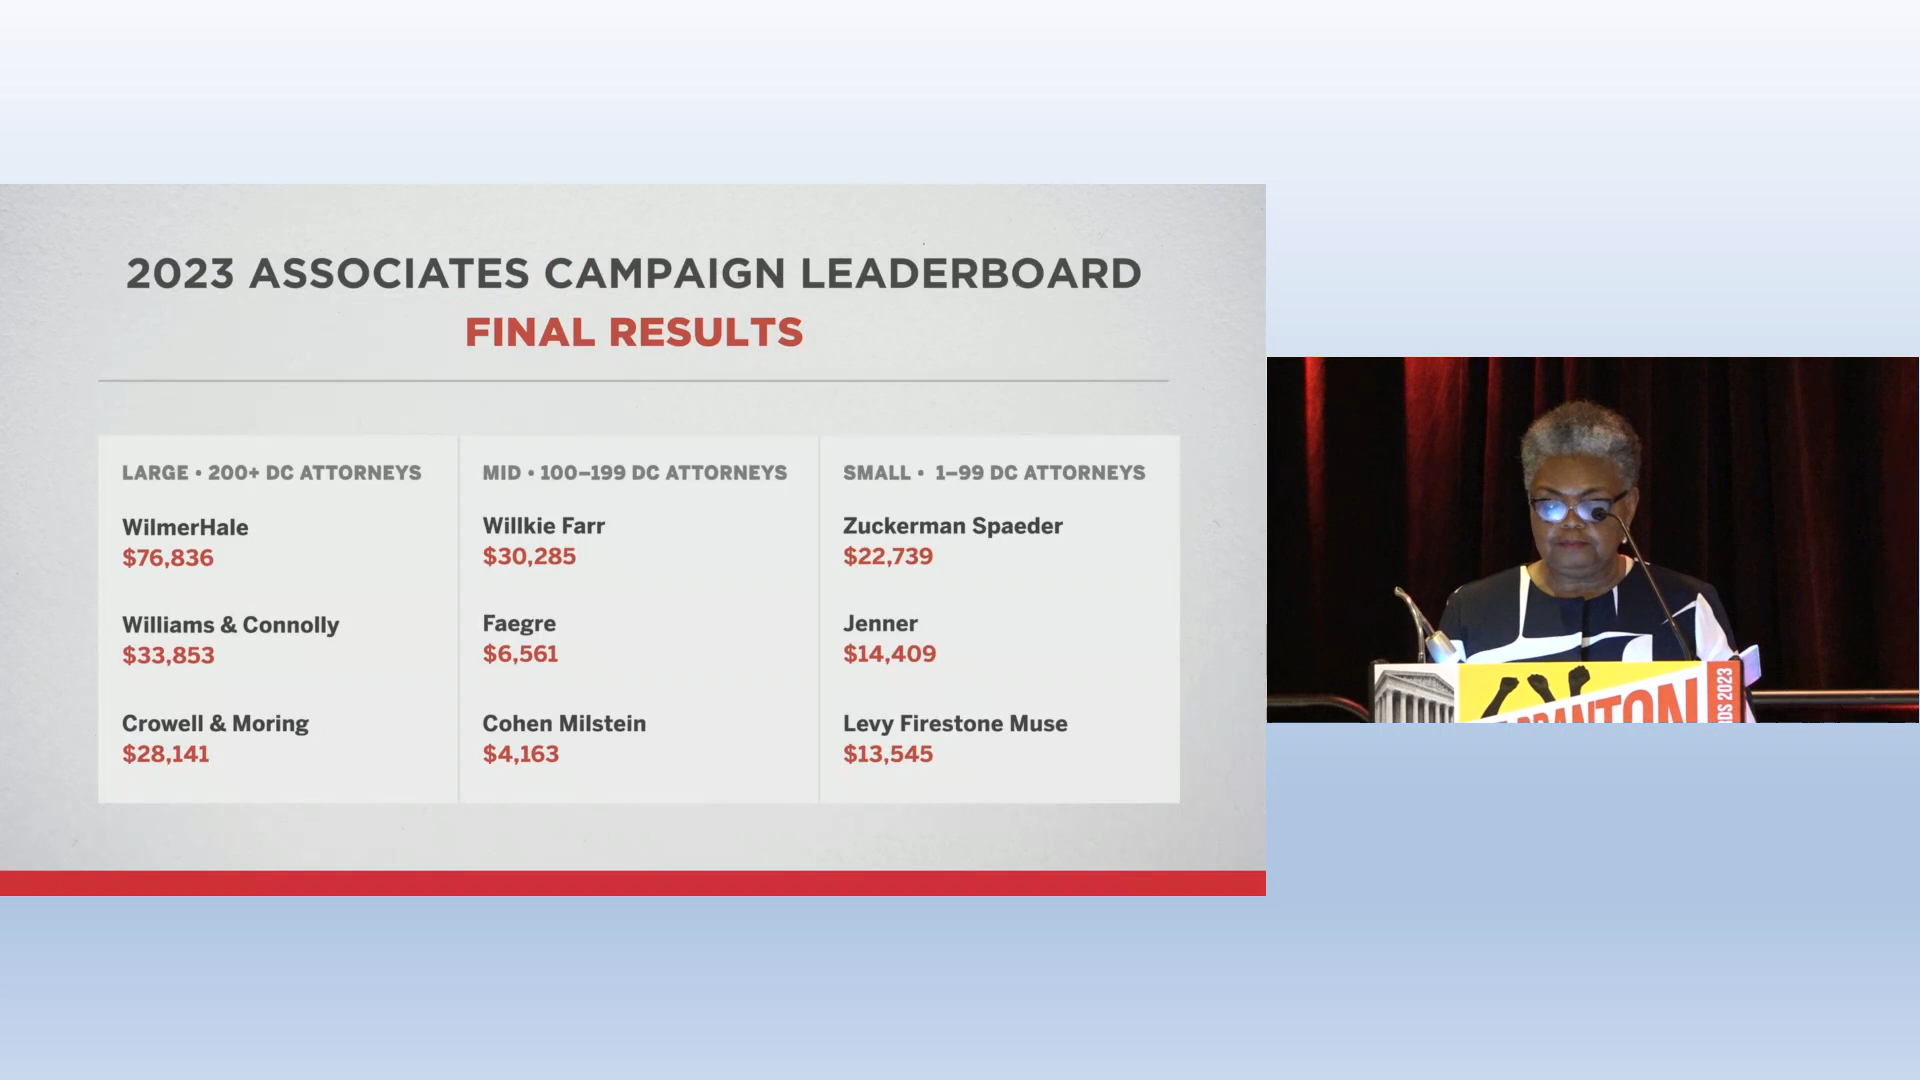 2023 ASSOCIATES CAMPAIGN LEADERBOARD
FINAL RESULTS
LARGE • 200+ DC ATTORNEYS
WilmerHale
$76,836
Williams & Connolly
$33,853
Crowell & Moring
$28,141
MID • 100–199 DC ATTORNEYS
Willkie Farr
$30,285
Faegre
$6,561
Cohen Milstein
$4,163
SMALL • 1–99 DC ATTORNEYS
Zuckerman Spaeder
$22,739
Jenner
$14,409
Levy Firestone Muse
$13,545
2023